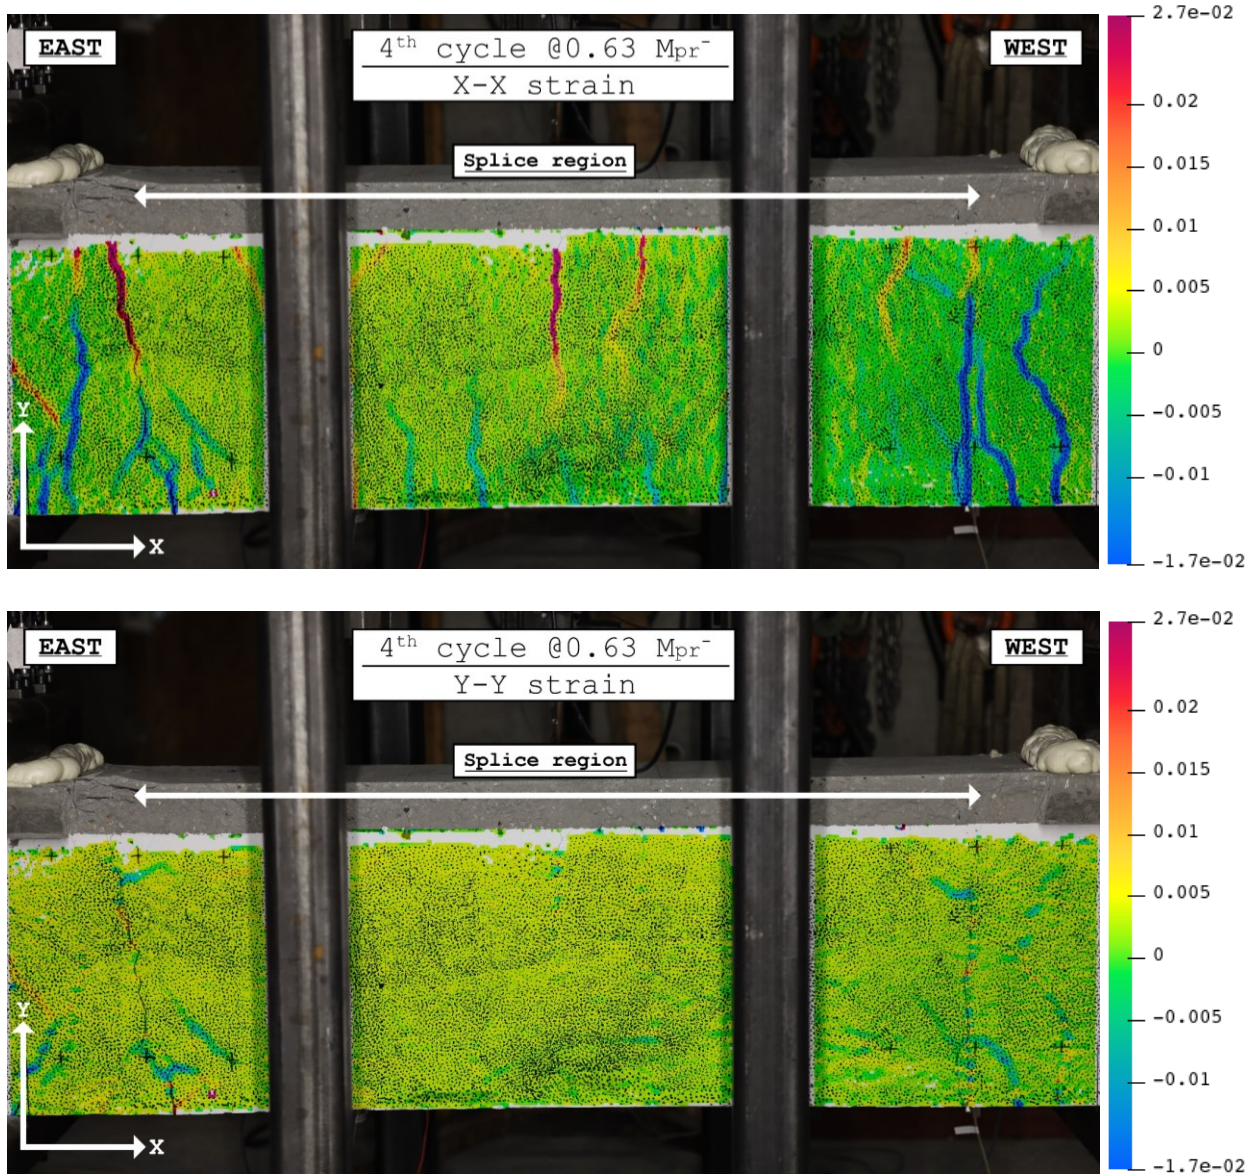 EAST
4th cycle @0.63 Mpr-
X-X strain
WEST
Splice region
Y
X
2.7e-02
0.02
0.015
0.01
0.005
0
-0.005
-0.01
-1.7e-02
EAST
4th cycle @0.63 Mpr-
Y-Y strain
WEST
Splice region
Y
X
2.7e-02
0.02
0.015
0.01
0.005
0
-0.005
-0.01
-1.7e-02